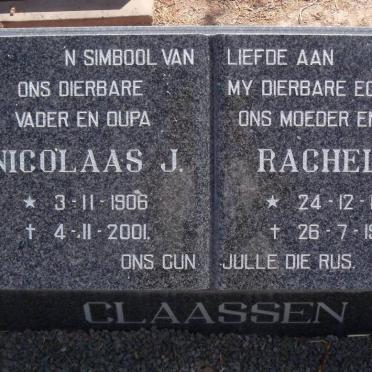 N SIMBOOL VAN LIEFDE AAN
ONS DIERBARE
VADER EN OUPA
NICOLAAS J.
★ 3-11-1906
† 4-11-2001.
MY DIERBARE
ONS MOEDER
RACHEL
★ 24-12-
† 26-7-
ONS GUN JULLE DIE RUS.
CLAASSEN